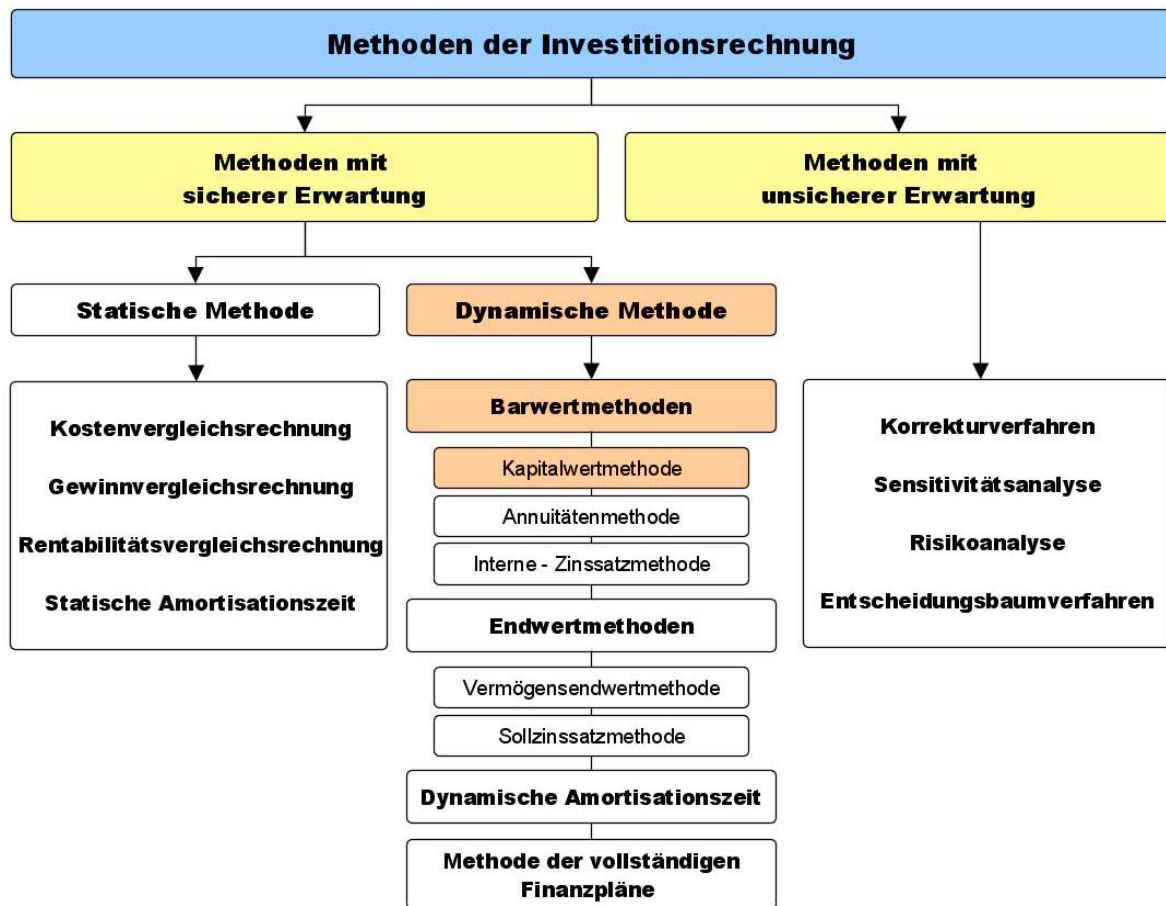 Methoden der Investitionsrechnung
Methoden mit
sicherer Erwartung
Methoden mit
unsicherer Erwartung
Statische Methode
Kostenvergleichsrechnung
Gewinnvergleichsrechnung
Rentabilitätsvergleichsrechnung
Statische Amortisationszeit
Dynamische Methode
Barwertmethoden
Kapitalwertmethode
Annuitätenmethode
Interne - Zinssatzmethode
Endwertmethoden
Vermögensendwertmethode
Sollzinssatzmethode
Dynamische Amortisationszeit
Methode der vollständigen
Finanzpläne
Korrekturverfahren
Sensitivitätsanalyse
Risikoanalyse
Entscheidungsbaumverfahren